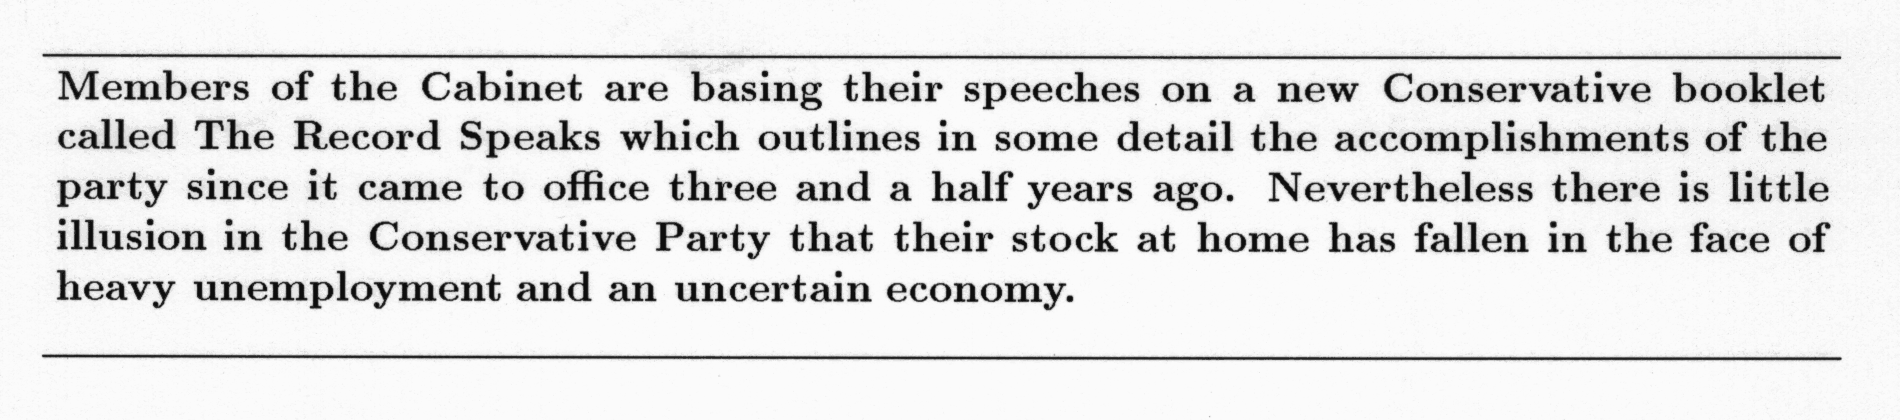 Members of the Cabinet are basing their speeches on a new Conservative booklet
called The Record Speaks which outlines in some detail the accomplishments of the
party since it came to office three and a half years ago. Nevertheless there is little
illusion in the Conservative Party that their stock at home has fallen in the face of
heavy unemployment and an uncertain economy.